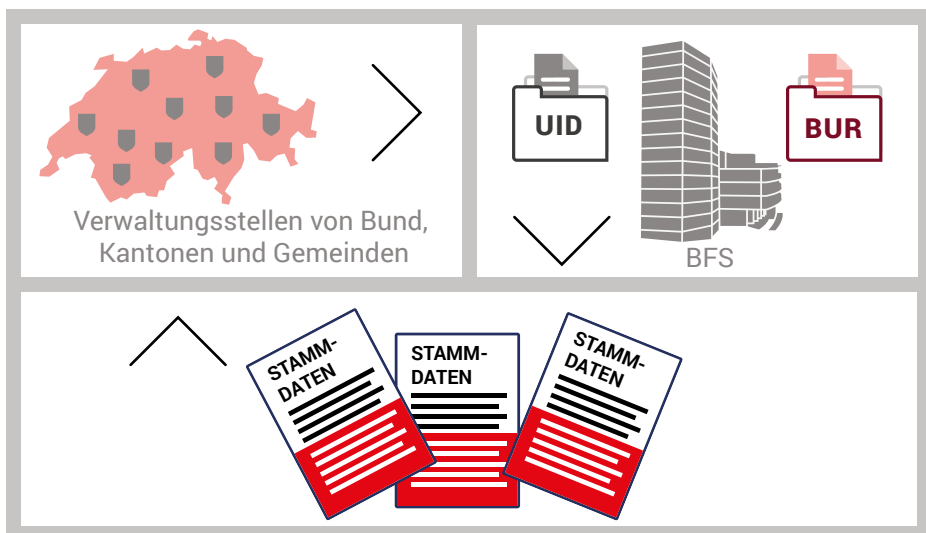 Verwaltungsstellen von Bund,
Kantonen und Gemeinden
UID
BUR
BFS
STAMM-
DATEN
STAMM-
DATEN
STAMM-
DATEN